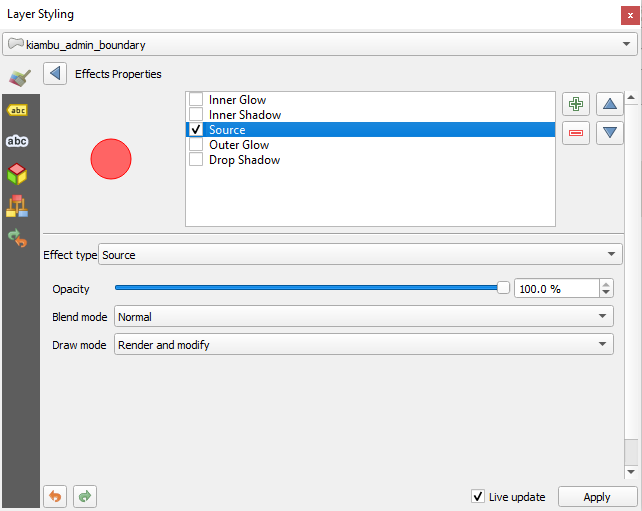 Layer Styling
x
kiambu_admin_boundary
Effects Properties
abc
abc
Inner Glow
Inner Shadow
Source
Outer Glow
Drop Shadow
Effect type Source
Opacity 100.0 %
Blend mode Normal
Draw mode Render and modify
Live update Apply